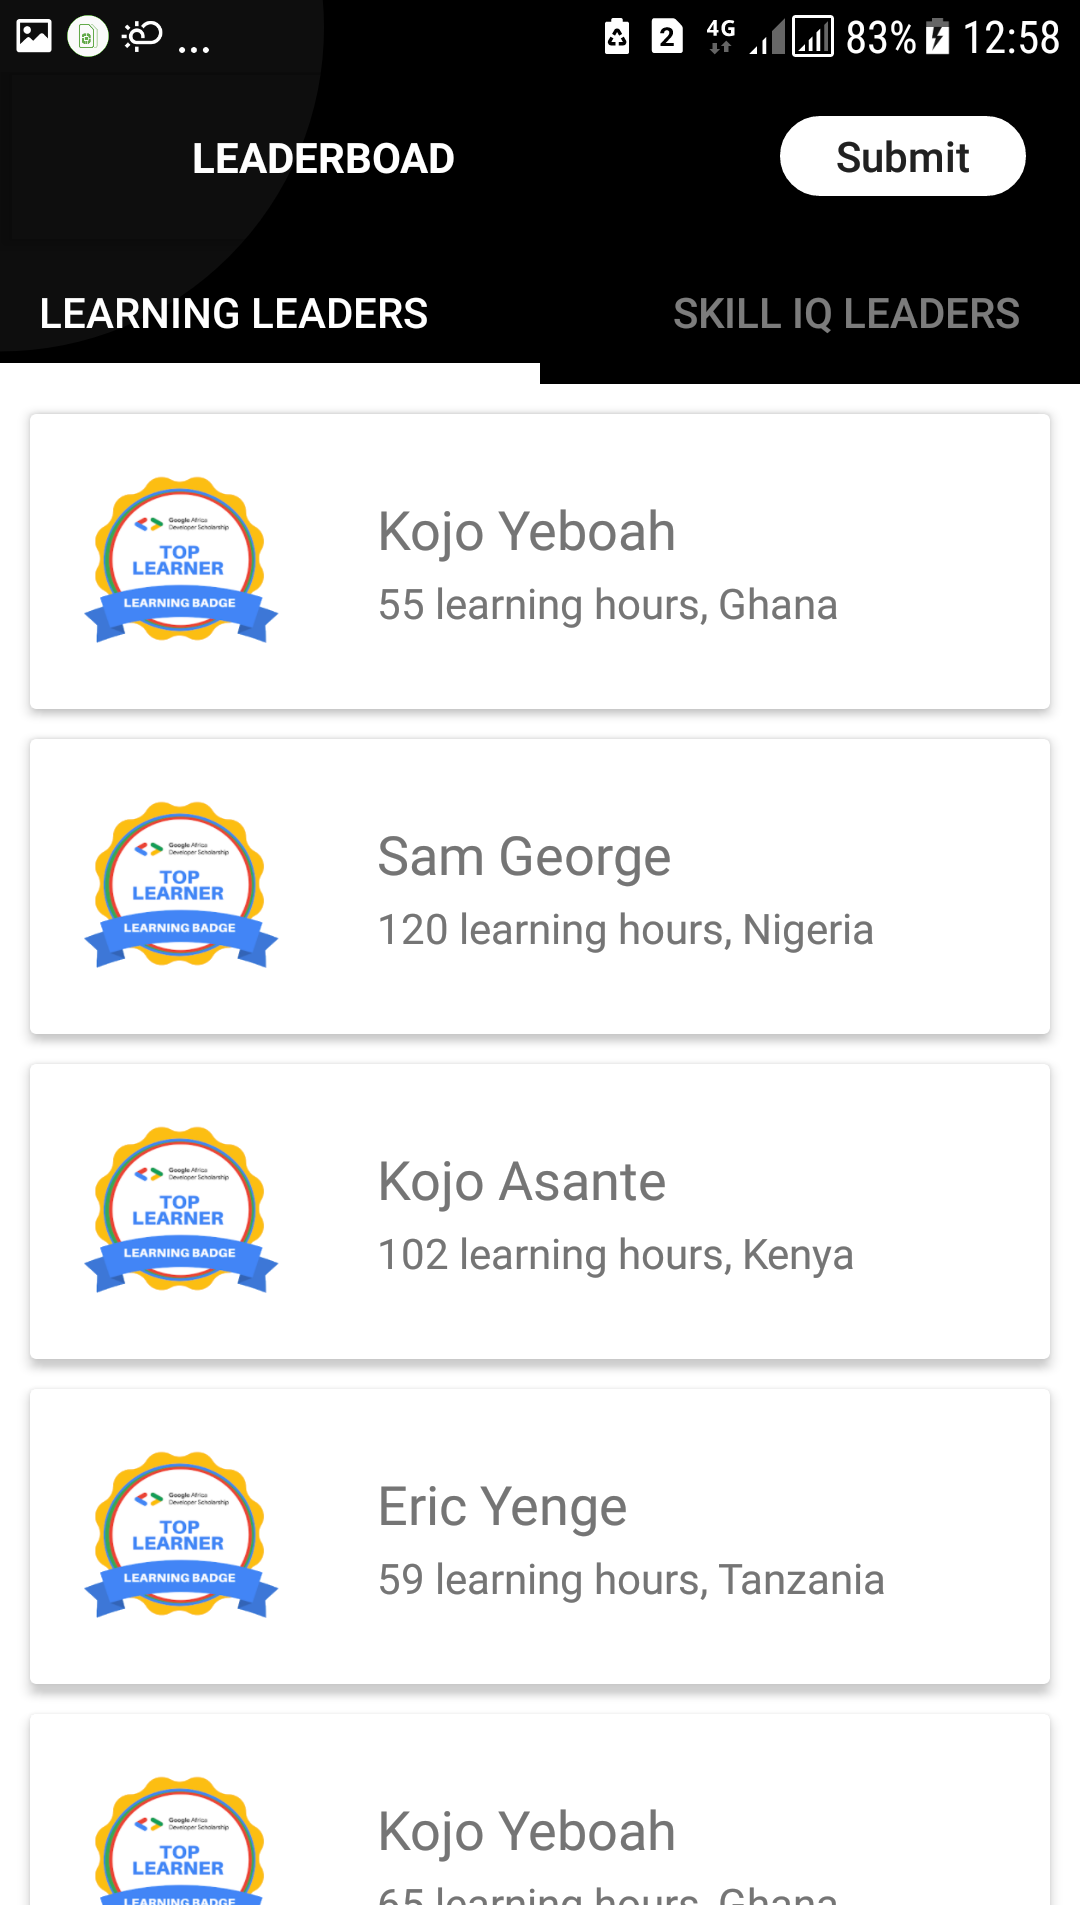 ... 2 4G 83% 12:58
LEADERBOAD Submit
LEARNING LEADERS SKILL IQ LEADERS
Google Africa
Developer Scholarship
TOP
LEARNER
LEARNING BADGE
Kojo Yeboah
55 learning hours, Ghana
Google Africa
Developer Scholarship
TOP
LEARNER
LEARNING BADGE
Sam George
120 learning hours, Nigeria
Google Africa
Developer Scholarship
TOP
LEARNER
LEARNING BADGE
Kojo Asante
102 learning hours, Kenya
Google Africa
Developer Scholarship
TOP
LEARNER
LEARNING BADGE
Eric Yenge
59 learning hours, Tanzania
Google Africa
Developer Scholarship
TOP
LEARNER
LEARNING BADGE
Kojo Yeboah
65 learning hours, Ghana